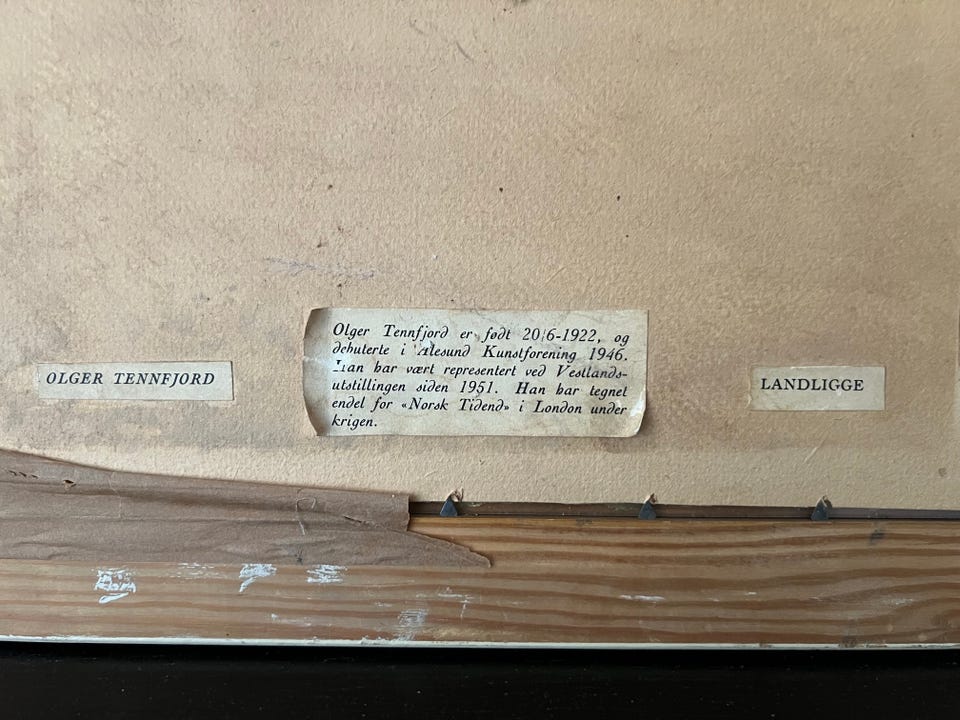 OLGER TENNFJORD
Olger Tennfjord er født 20/6-1922, og
debuterte i Ålesund Kunstforening 1946.
Han har vært representert ved Vestlands-
utstillingen siden 1951. Han har tegnet
endel for «Norsk Tidend» i London under
krigen.
LANDLIGGE